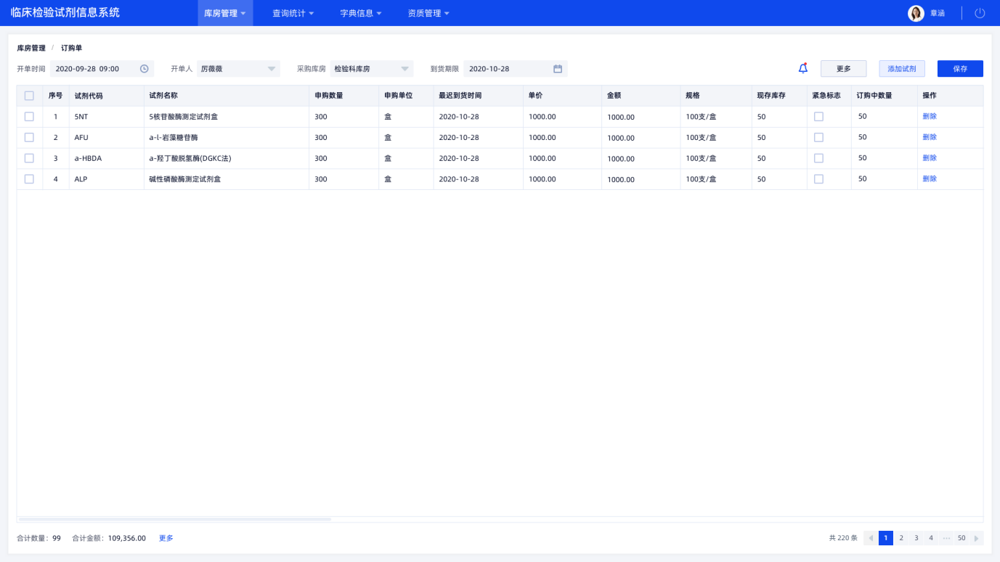 临床检验试剂信息系统 库房管理 查询统计 字典信息 资质管理 章涵
库房管理 / 订购单
开单时间 2020-09-28 09:00 开单人 厉薇薇 采购库房 检验科库房 到货期限 2020-10-28 更多 添加试剂 保存
序号 试剂代码 试剂名称 申购数量 申购单位 最迟到货时间 单价 金额 规格 现存库存 紧急标志 订购中数量 操作
1 5NT 5核苷酸酶测定试剂盒 300 盒 2020-10-28 1000.00 1000.00 100支/盒 50 50 删除
2 AFU a-l-岩藻糖苷酶 300 盒 2020-10-28 1000.00 1000.00 100支/盒 50 50 删除
3 a-HBDA a-羟丁酸脱氢酶(DGKC法) 300 盒 2020-10-28 1000.00 1000.00 100支/盒 50 50 删除
4 ALP 碱性磷酸酶测定试剂盒 300 盒 2020-10-28 1000.00 1000.00 100支/盒 50 50 删除
合计数量：99 合计金额：109,356.00 更多 共 220 条 1 2 3 4 ··· 50